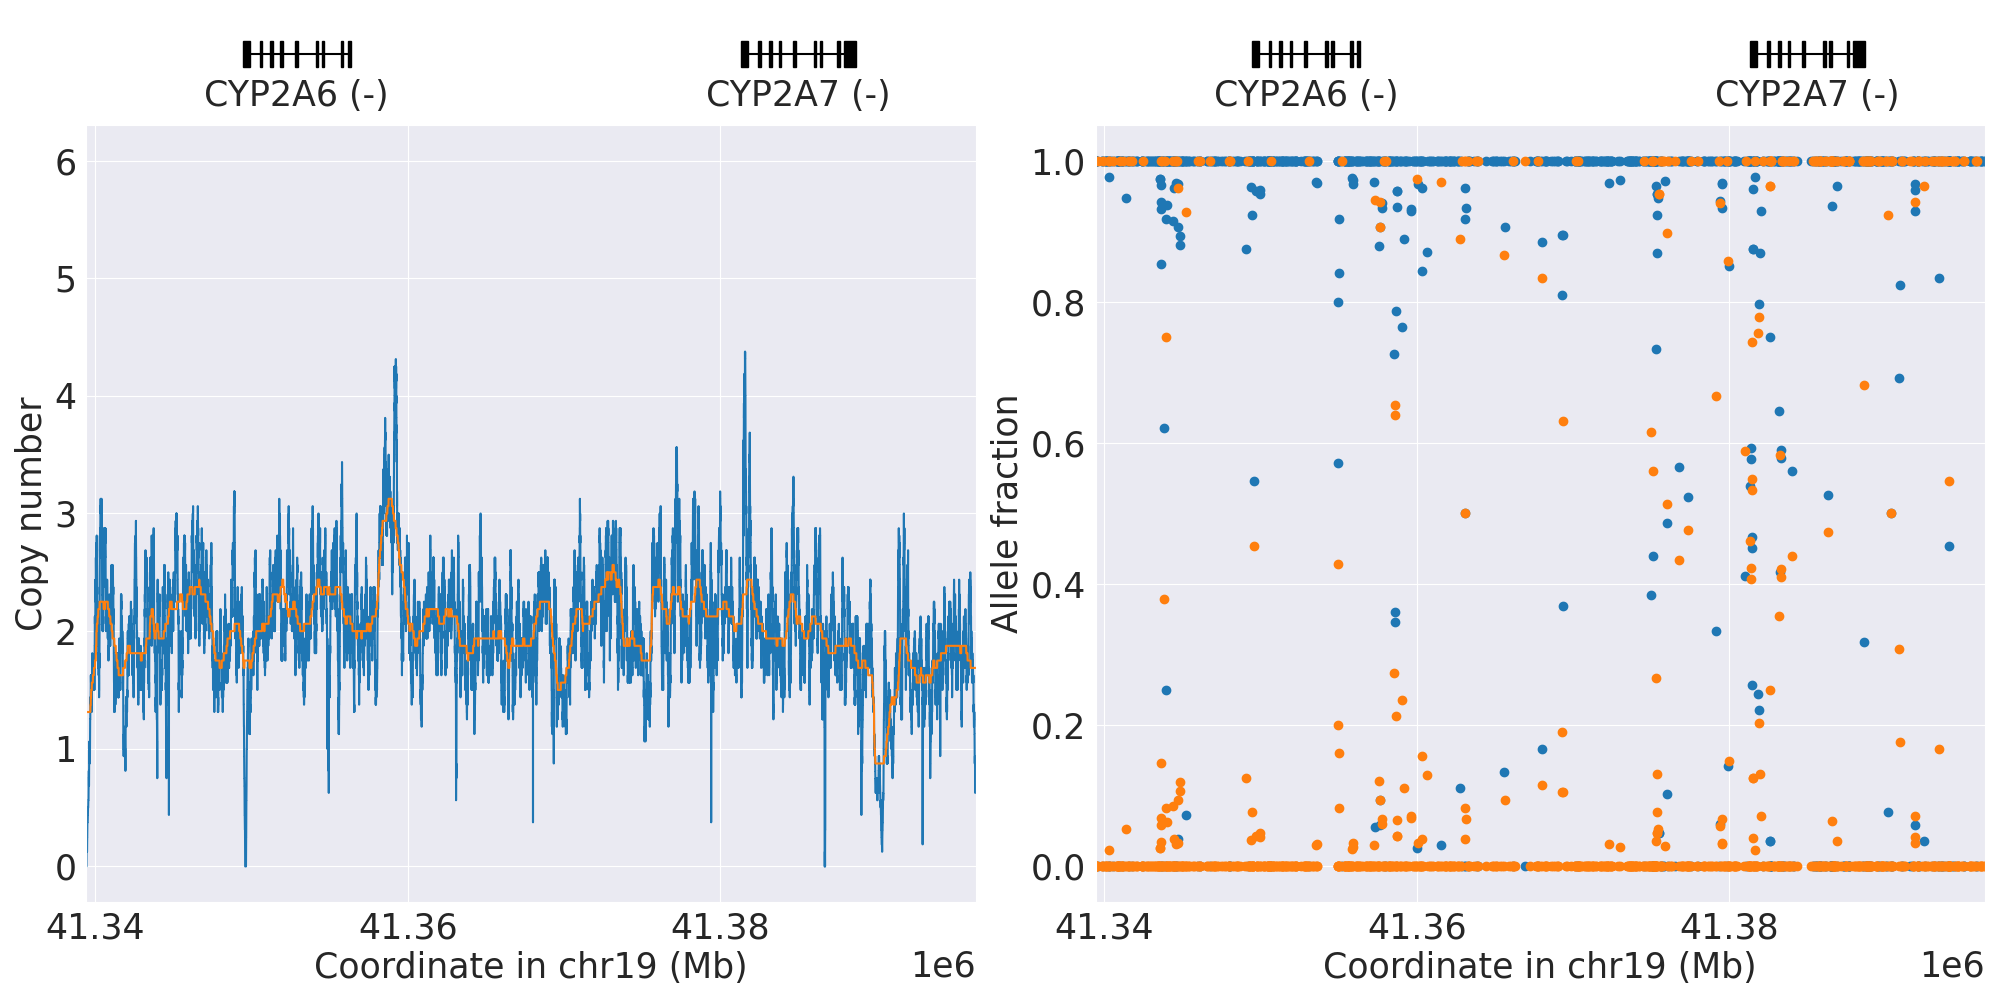 CYP2A6 (-)
CYP2A7 (-)
6
5
4
3
2
1
0
Copy number
41.34
41.36
41.38
Coordinate in chr19 (Mb)
1e6
CYP2A6 (-)
CYP2A7 (-)
1.0
0.8
0.6
0.4
0.2
0.0
Allele fraction
41.34
41.36
41.38
Coordinate in chr19 (Mb)
1e6